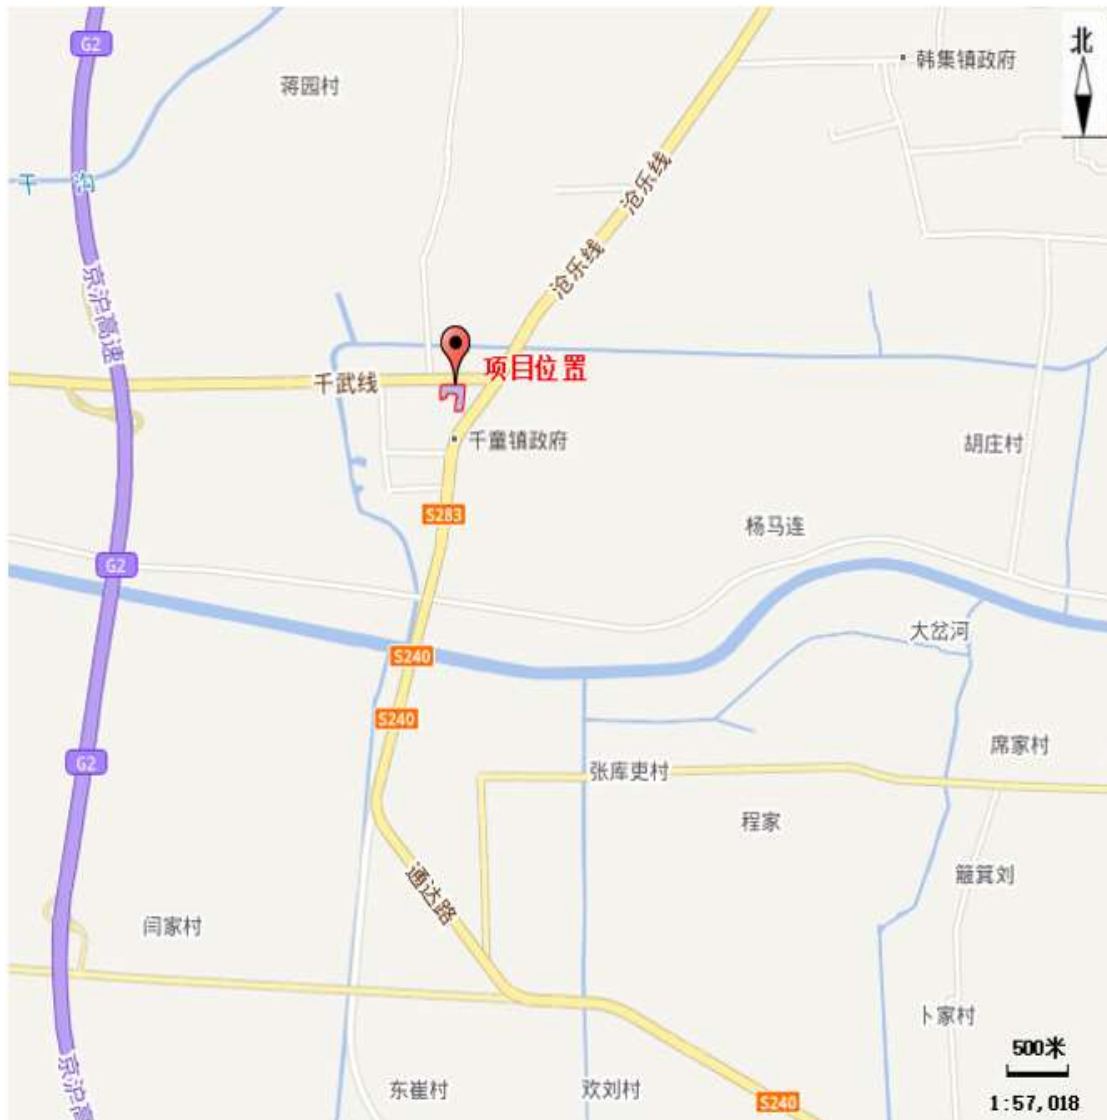 G2
北
韩集镇政府
蒋园村
干 沟
沧乐线
沧乐线
京沪高速
千武线
项目位置
千童镇政府
胡庄村
S283
杨马连
G2
大岔河
S240
S240
席家村
G2
张库吏村
程家
簸箕刘
通达路
闫家村
卜家村
500米
京沪高
东崔村
欢刘村
S240
1:57,018